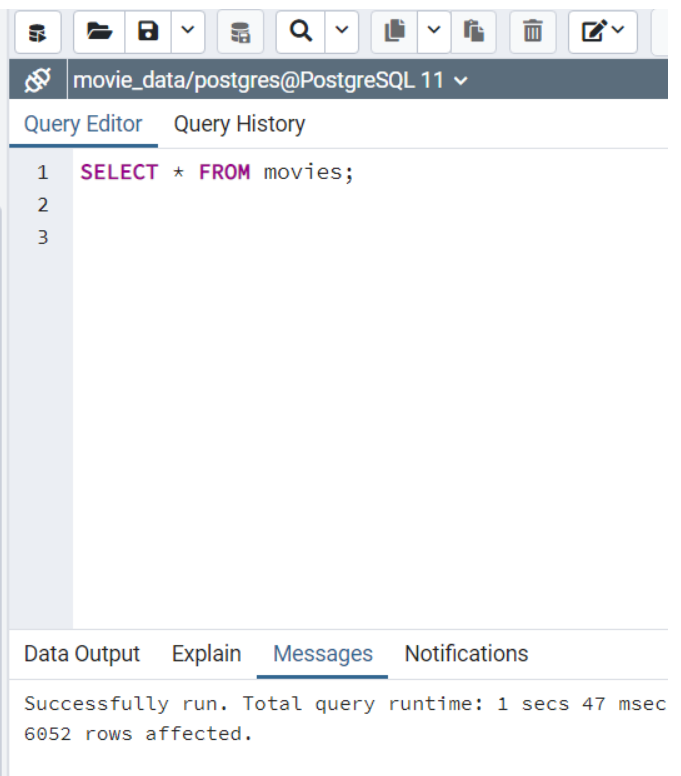 movie_data/postgres@PostgreSQL 11
Query Editor Query History
1 SELECT * FROM movies;
2
3
Data Output Explain Messages Notifications
Successfully run. Total query runtime: 1 secs 47 msec
6052 rows affected.